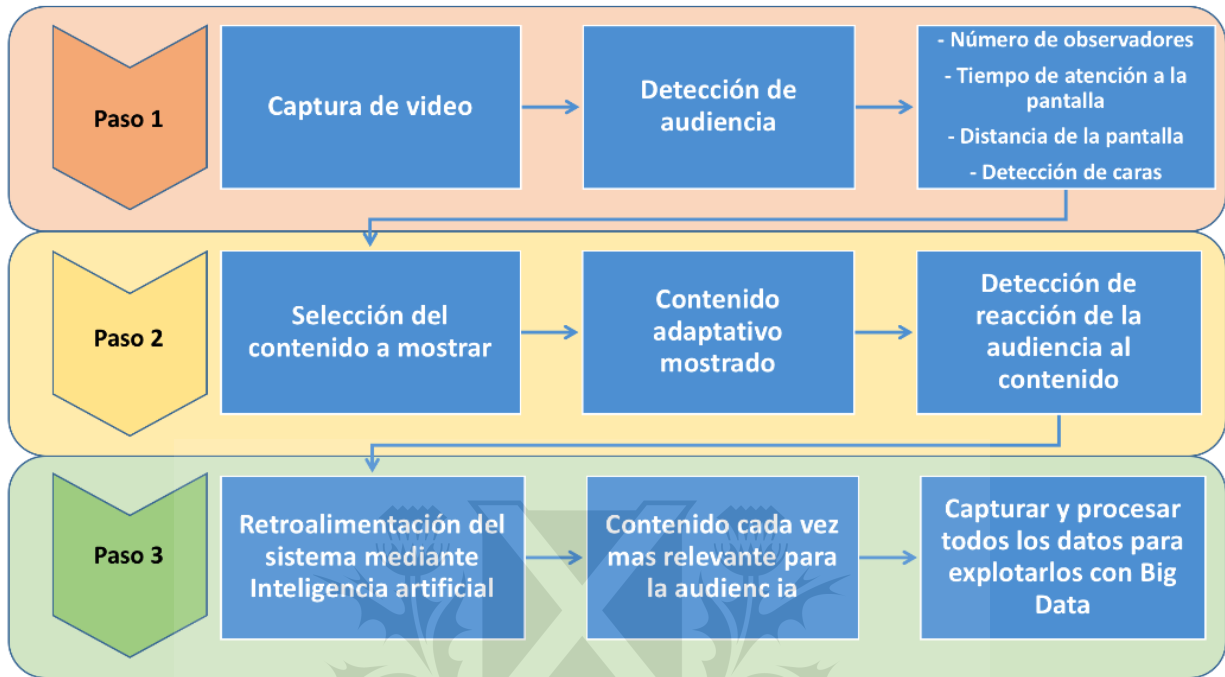 Paso 1
Captura de video
Detección de
audiencia
- Número de observadores
- Tiempo de atención a la
pantalla
- Distancia de la pantalla
- Detección de caras
Paso 2
Selección del
contenido a mostrar
Contenido
adaptativo
mostrado
Detección de
reacción de la
audiencia al
contenido
Paso 3
Retroalimentación del
sistema mediante
Inteligencia artificial
Contenido cada vez
mas relevante para
la audienc ia
Capturar y procesar
todos los datos para
explotarlos con Big
Data